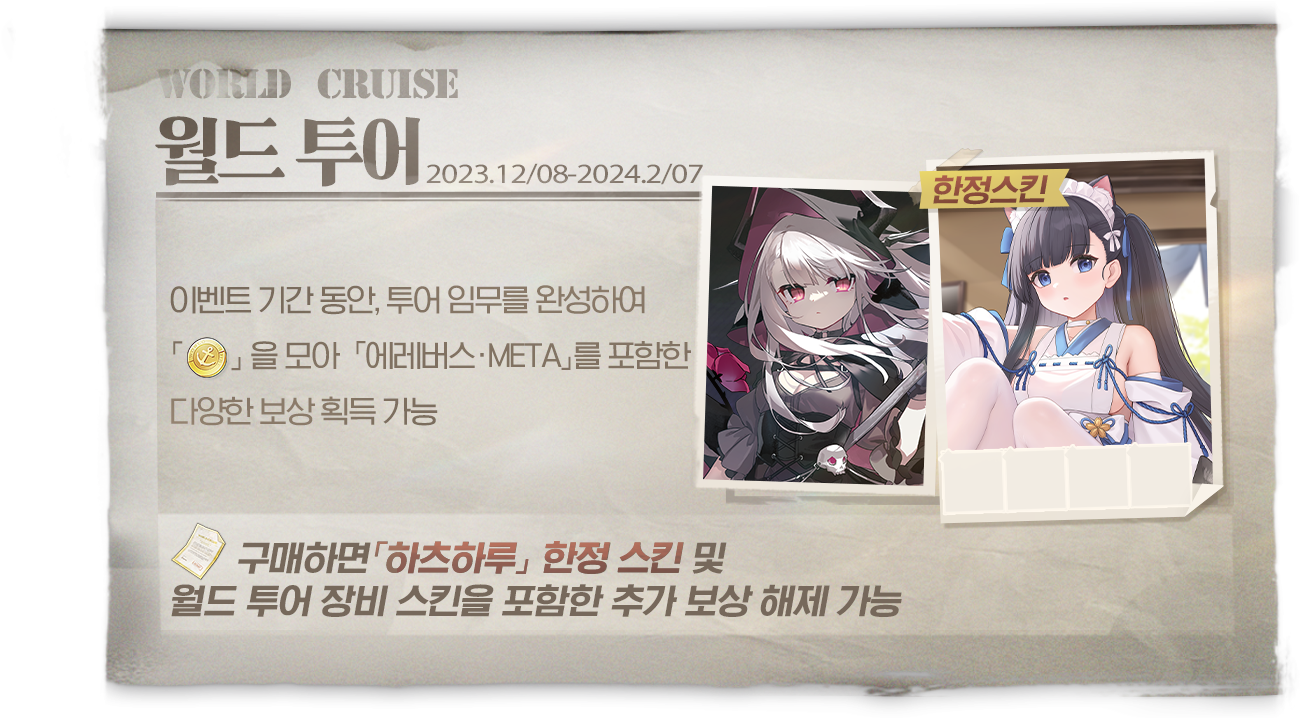 WORLD CRUISE
월드 투어 2023.12/08-2024.2/07
한정스킨
이벤트 기간 동안, 투어 임무를 완성하여
「 」을 모아 「에레버스·META」를 포함한
다양한 보상 획득 가능
구매하면「하츠하루」 한정 스킨 및
월드 투어 장비 스킨을 포함한 추가 보상 해제 가능